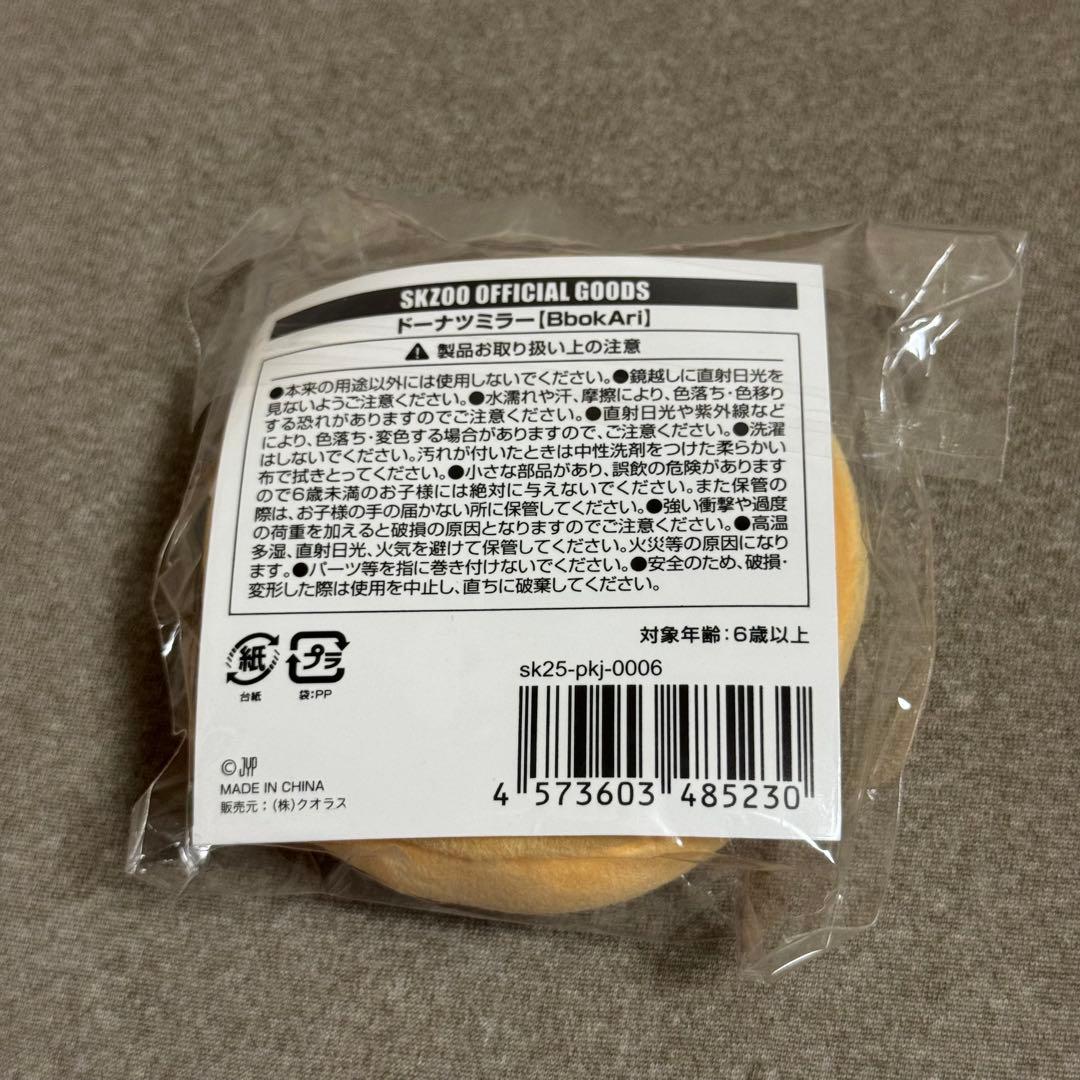 SKZOO OFFICIAL GOODS
ドーナツミラー【BbokAri】
製品お取り扱い上の注意
●本来の用途以外には使用しないでください。●鏡越しに直射日光を
見ないようご注意ください。●水濡れや汗、摩擦により、色落ち・色移り
する恐れがありますのでご注意ください。●直射日光や紫外線など
により、色落ち・変色する場合がありますので、ご注意ください。●洗濯
はしないでください。汚れが付いたときは中性洗剤をつけた柔らかい
布で拭きとってください。●小さな部品があり、誤飲の危険があります
ので6歳未満のお子様には絶対に与えないでください。また保管の
際は、お子様の手の届かない所に保管してください。●強い衝撃や過度
の荷重を加えると破損の原因となりますのでご注意ください。●高温
多湿、直射日光、火気を避けて保管してください。火災等の原因になり
ます。●パーツ等を指に巻き付けないでください。●安全のため、破損・
変形した際は使用を中止し、直ちに破棄してください。
対象年齢:6歳以上
紙
台紙
プラ
袋:PP
sk25-pkj-0006
4 573603 485230
© JYP
MADE IN CHINA
販売元:(株)クオラス